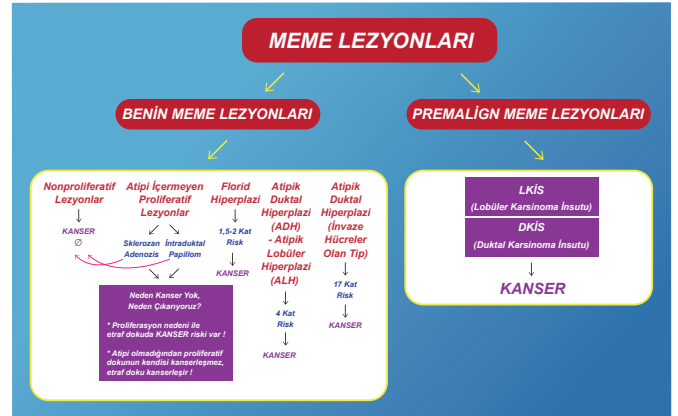 MEME LEZYONLARI
BENİN MEME LEZYONLARI
PREMALİGN MEME LEZYONLARI
Nonproliferatif
Lezyonlar
KANSER
∅
Atipi İçermeyen
Proliferatif
Lezyonlar
Sklerozan
Adenozis
İntraduktal
Papillom
Neden Kanser Yok,
Neden Çıkarıyoruz?
* Proliferasyon nedeni ile
etraf dokuda KANSER riski var !
* Atipi olmadığından proliferatif
dokunun kendisi kanserleşmez,
etraf doku kanserleşir !
Florid
Hiperplazi
1,5-2 Kat
Risk
KANSER
Atipik
Duktal
Hiperplazi
(ADH)
- Atipik
Lobüler
Hiperplazi
(ALH)
4 Kat
Risk
KANSER
Atipik
Duktal
Hiperplazi
(İnvaze
Hücreler
Olan Tip)
17 Kat
Risk
KANSER
LKİS
(Lobüler Karsinoma İnsutu)
DKİS
(Duktal Karsinoma İnsutu)
KANSER